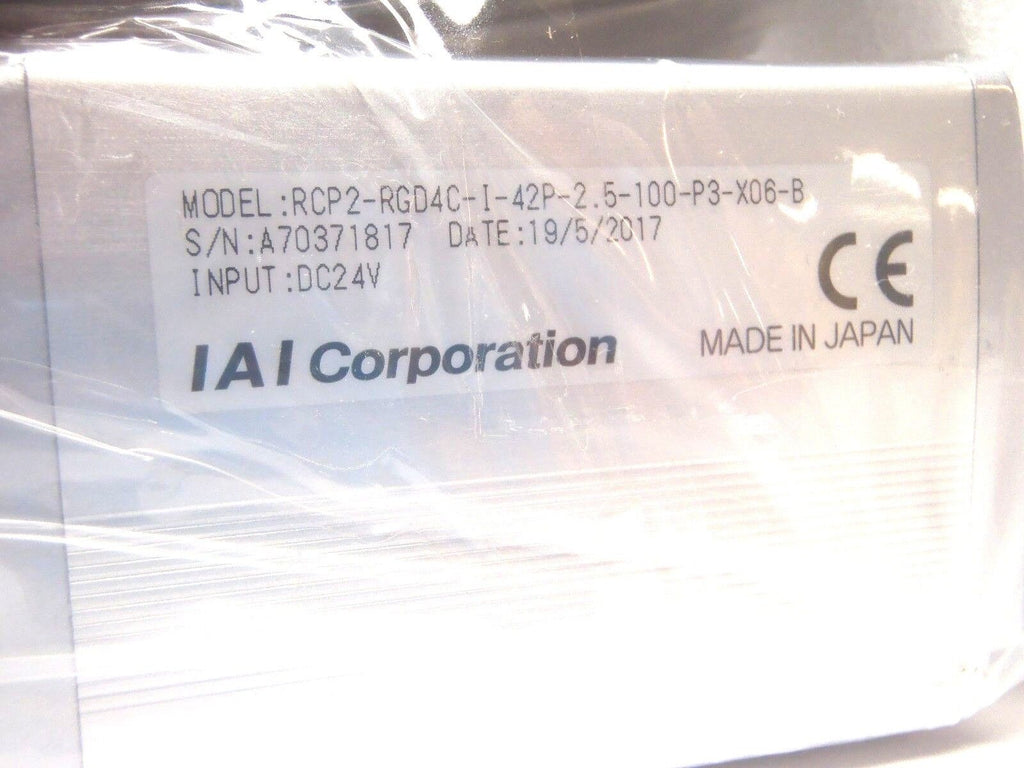 MODEL:RCP2-RGD4C-I-42P-2.5-100-P3-X06-B
S/N:A70371817 DATE:19/5/2017
INPUT:DC24V
CE
IAI Corporation
MADE IN JAPAN